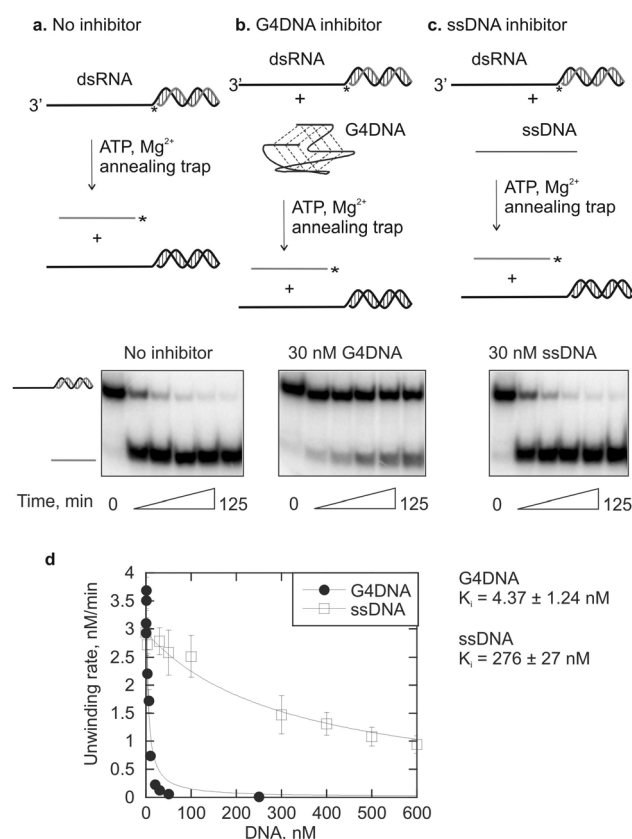 a. No inhibitor
b. G4DNA inhibitor
c. ssDNA inhibitor
dsRNA
3’
*
ATP, Mg²⁺
annealing trap
*
+
dsRNA
3’
*
+
G4DNA
ATP, Mg²⁺
annealing trap
*
+
dsRNA
3’
*
+
ssDNA
ATP, Mg²⁺
annealing trap
*
+
No inhibitor
30 nM G4DNA
30 nM ssDNA
Time, min
0 125
0 125
0 125
d
Unwinding rate, nM/min
4
3.5
3
2.5
2
1.5
1
0.5
0
0 100 200 300 400 500 600
DNA, nM
G4DNA
ssDNA
G4DNA
Kᵢ = 4.37 ± 1.24 nM
ssDNA
Kᵢ = 276 ± 27 nM